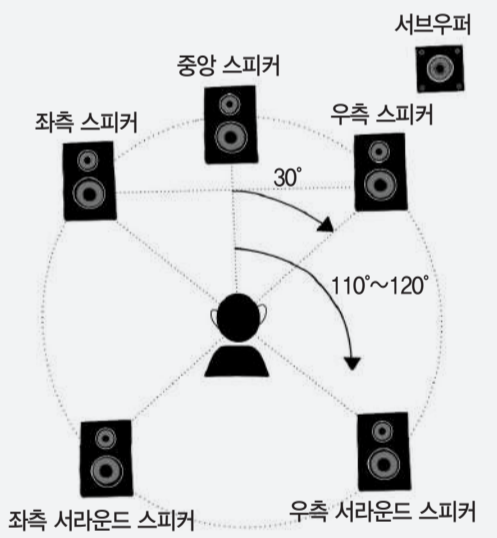 서브우퍼
중앙 스피커
좌측 스피커
우측 스피커
30°
110°~120°
좌측 서라운드 스피커
우측 서라운드 스피커